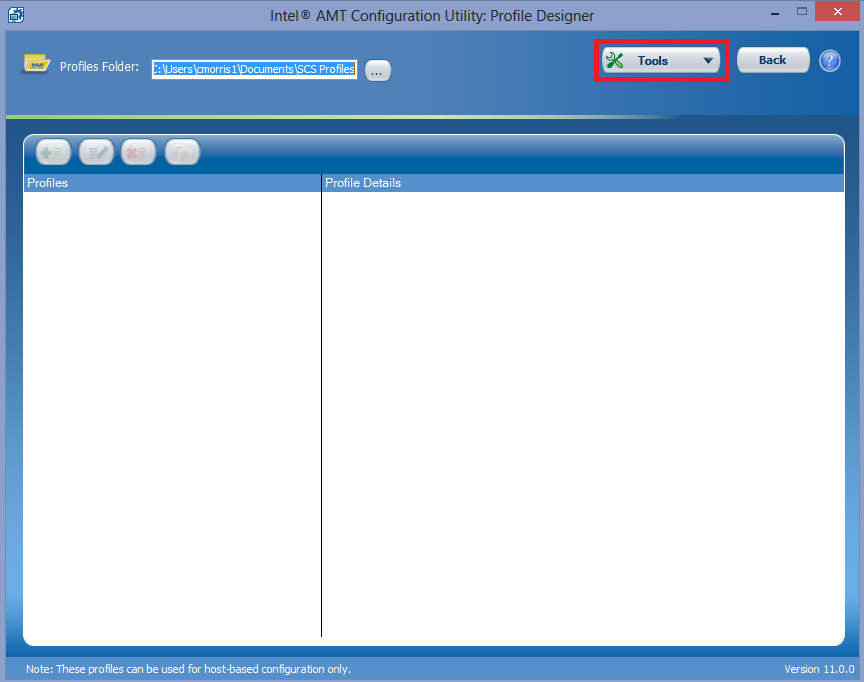 Intel® AMT Configuration Utility: Profile Designer
XML
Profiles Folder:
C:\Users\cmorris1\Documents\SCS Profiles
...
Tools
Back
?
Profiles
Profile Details
Note: These profiles can be used for host-based configuration only.
Version 11.0.0